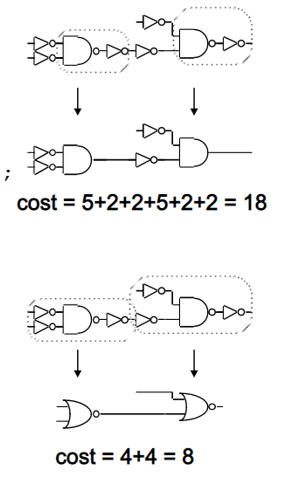 ;
cost = 5+2+2+5+2+2 = 18
cost = 4+4 = 8